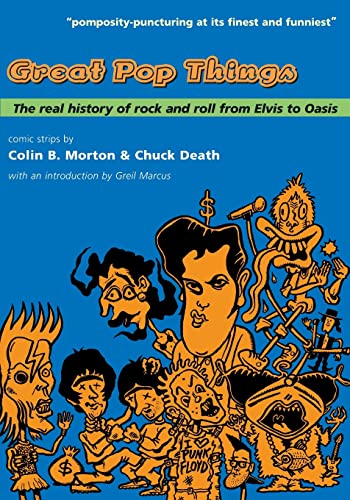 "pomposity-puncturing at its finest and funniest"
Great Pop Things
The real history of rock and roll from Elvis to Oasis
comic strips by
Colin B. Morton & Chuck Death
with an introduction by Greil Marcus
$
$
I ♥
PUNK
FLOYD